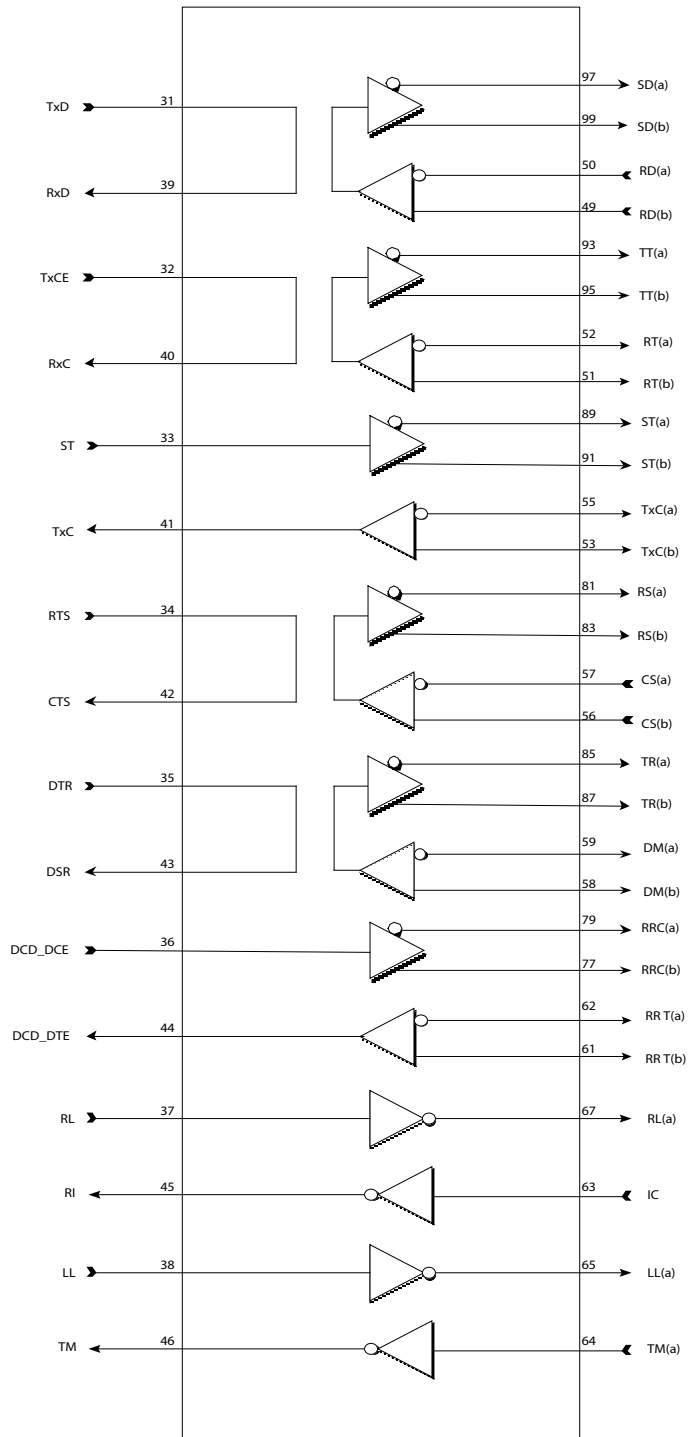 97 SD(a)
TxD 31
99 SD(b)
50 RD(a)
RxD 39
49 RD(b)
93 TT(a)
TxCE 32
95 TT(b)
52 RT(a)
RxC 40
51 RT(b)
89 ST(a)
ST 33
91 ST(b)
55 TxC(a)
TxC 41
53 TxC(b)
81 RS(a)
RTS 34
83 RS(b)
57 CS(a)
CTS 42
56 CS(b)
85 TR(a)
DTR 35
87 TR(b)
59 DM(a)
DSR 43
58 DM(b)
79 RRC(a)
DCD_DCE 36
77 RRC(b)
62 RR T(a)
DCD_DTE 44
61 RR T(b)
RL 37 67 RL(a)
RI 45 63 IC
LL 38 65 LL(a)
TM 46 64 TM(a)